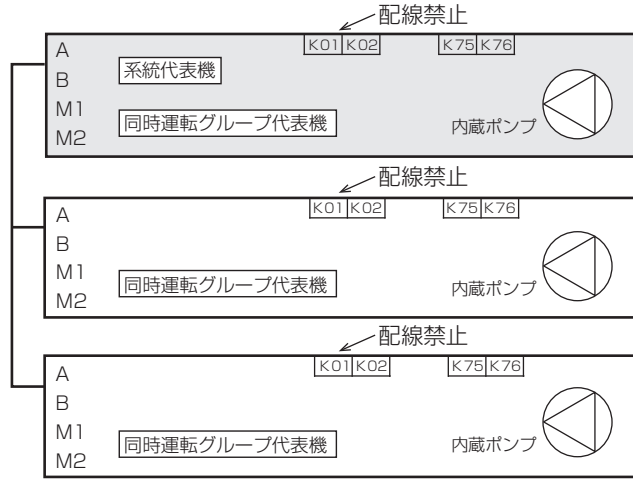 配線禁止
A K01 K02 K75 K76
B 系統代表機
M1 同時運転グループ代表機 内蔵ポンプ
M2
配線禁止
A K01 K02 K75 K76
B
M1 同時運転グループ代表機 内蔵ポンプ
M2
配線禁止
A K01 K02 K75 K76
B
M1 同時運転グループ代表機 内蔵ポンプ
M2